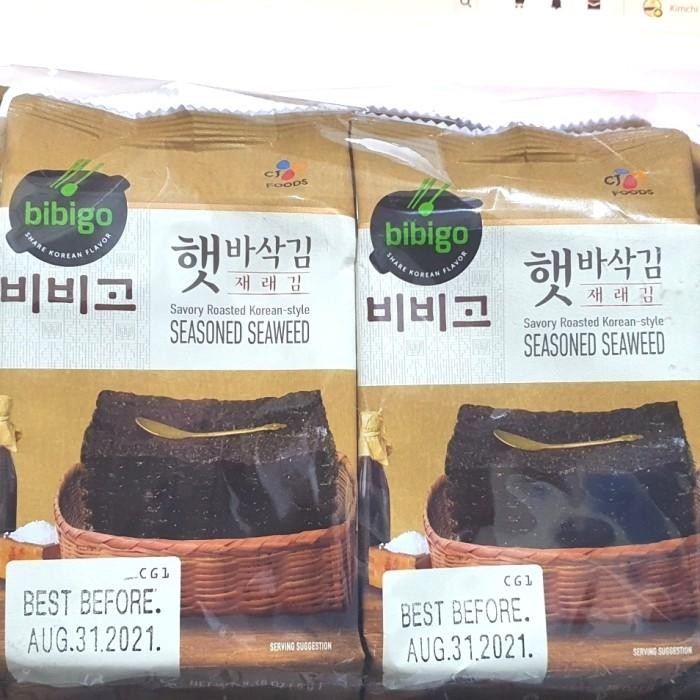 Kimchi
bibigo
SHARE KOREAN FLAVOR
비비고
CJ
FOODS
햇바삭김
재래김
Savory Roasted Korean-style
SEASONED SEAWEED
CG1
BEST BEFORE.
AUG.31.2021.
SERVING SUGGESTION
bibigo
SHARE KOREAN FLAVOR
비비고
CJ
FOODS
햇바삭김
재래김
Savory Roasted Korean-style
SEASONED SEAWEED
CG1
BEST BEFORE.
AUG.31.2021.
SERVING SUGGESTION